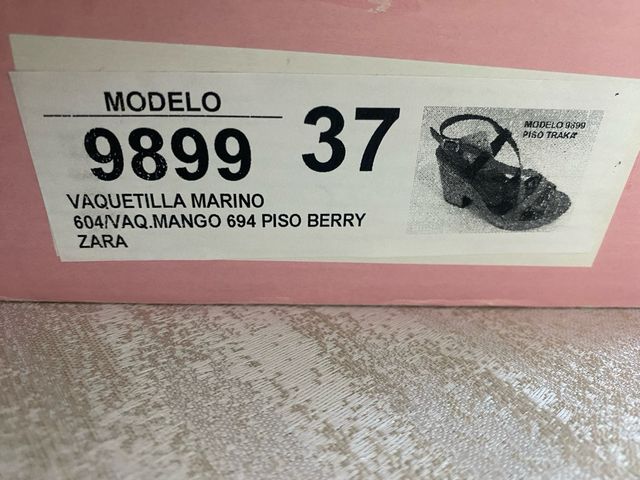 MODELO
9899
37
VAQUETILLA MARINO
604/VAQ.MANGO 694 PISO BERRY
ZARA
MODELO 9899
PISO TRAKA